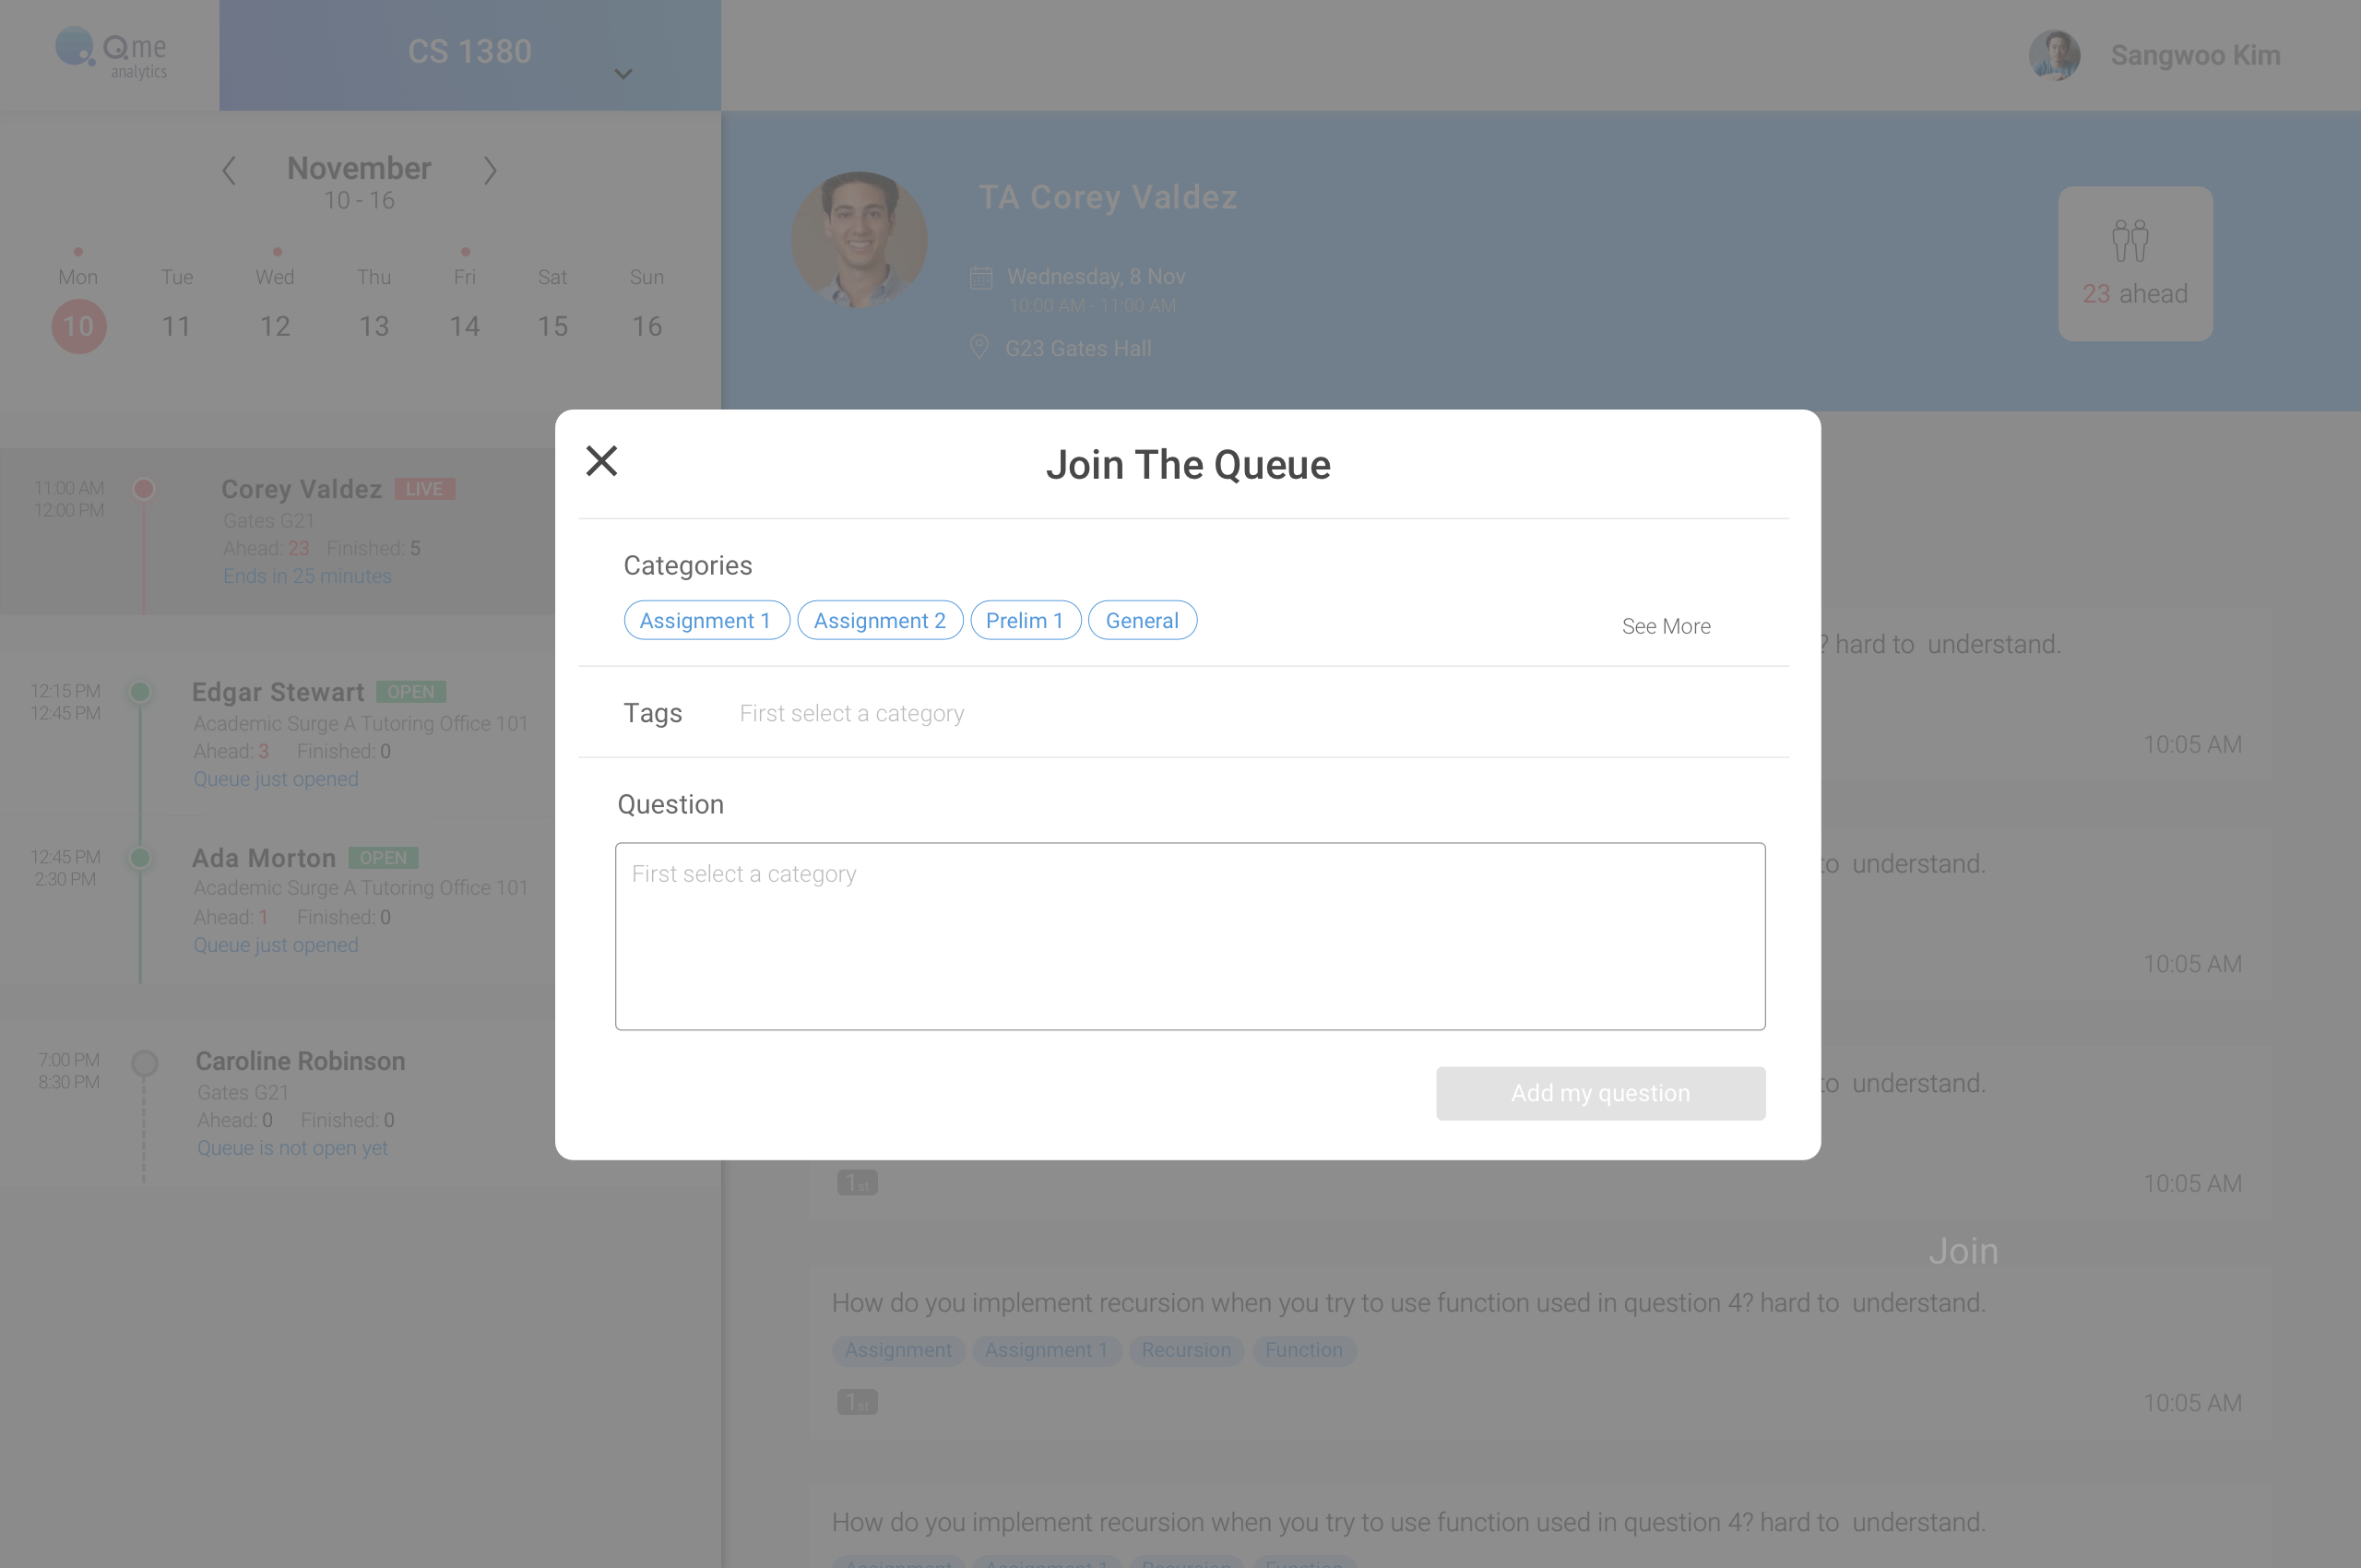 Qme
analytics
CS 1380
Sangwoo Kim
November
10 - 16
Mon Tue Wed Thu Fri Sat Sun
10 11 12 13 14 15 16
TA Corey Valdez
Wednesday, 8 Nov
10:00 AM - 11:00 AM
G23 Gates Hall
23 ahead
11:00 AM
12:00 PM
Corey Valdez LIVE
Gates G21
Ahead: 23 Finished: 5
Ends in 25 minutes
12:15 PM
12:45 PM
Edgar Stewart OPEN
Academic Surge A Tutoring Office 101
Ahead: 3 Finished: 0
Queue just opened
12:45 PM
2:30 PM
Ada Morton OPEN
Academic Surge A Tutoring Office 101
Ahead: 1 Finished: 0
Queue just opened
7:00 PM
8:30 PM
Caroline Robinson
Gates G21
Ahead: 0 Finished: 0
Queue is not open yet
Join The Queue
Categories
Assignment 1 Assignment 2 Prelim 1 General
See More
Tags First select a category
Question
First select a category
Add my question
? hard to understand.
10:05 AM
to understand.
10:05 AM
to understand.
1st
10:05 AM
Join
How do you implement recursion when you try to use function used in question 4? hard to understand.
Assignment Assignment 1 Recursion Function
1st
10:05 AM
How do you implement recursion when you try to use function used in question 4? hard to understand.
Assignment Assignment 1 Recursion Function